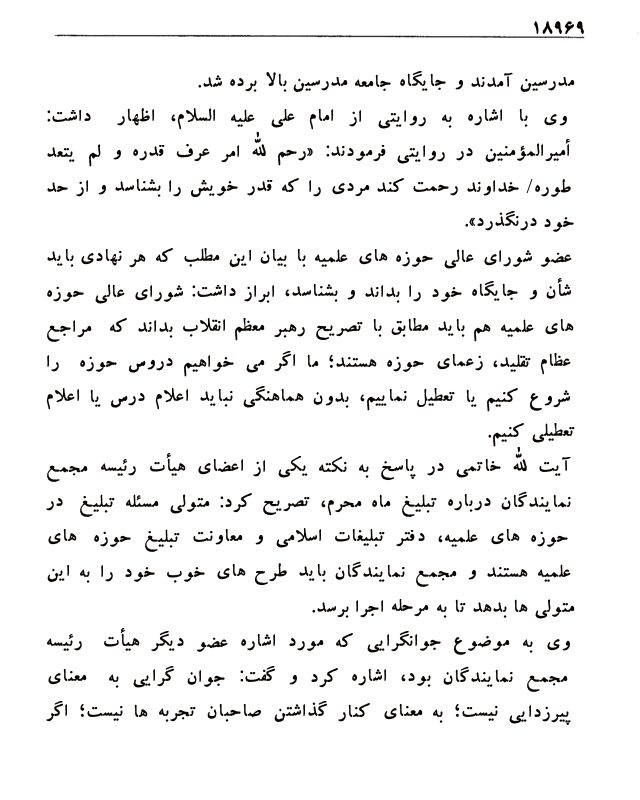 ۱۸۹۶۹
مدرسین آمدند و جایگاه جامعه مدرسین بالا برده شد.
وی با اشاره به روایتی از امام علی علیه السلام، اظهار داشت:
أمیرالمؤمنین در روایتی فرمودند: «رحم لله امر عرف قدره و لم یتعد
طوره/ خداوند رحمت کند مردی را که قدر خویش را بشناسد و از حد
خود درنگذرد».
عضو شورای عالی حوزه های علمیه با بیان این مطلب که هر نهادی باید
شأن و جایگاه خود را بداند و بشناسد، ابراز داشت: شورای عالی حوزه
های علمیه هم باید مطابق با تصریح رهبر معظم انقلاب بداند که مراجع
عظام تقلید، زعمای حوزه هستند؛ ما اگر می خواهیم دروس حوزه را
شروع کنیم یا تعطیل نماییم، بدون هماهنگی نباید اعلام درس یا اعلام
تعطیلی کنیم.
آیت لله خاتمی در پاسخ به نکته یکی از اعضای هیأت رئیسه مجمع
نمایندگان درباره تبلیغ ماه محرم، تصریح کرد: متولی مسئله تبلیغ در
حوزه های علمیه، دفتر تبلیغات اسلامی و معاونت تبلیغ حوزه های
علمیه هستند و مجمع نمایندگان باید طرح های خوب خود را به این
متولی ها بدهد تا به مرحله اجرا برسد.
وی به موضوع جوانگرایی که مورد اشاره عضو دیگر هیأت رئیسه
مجمع نمایندگان بود، اشاره کرد و گفت: جوان گرایی به معنای
پیرزدایی نیست؛ به معنای کنار گذاشتن صاحبان تجربه ها نیست؛ اگر